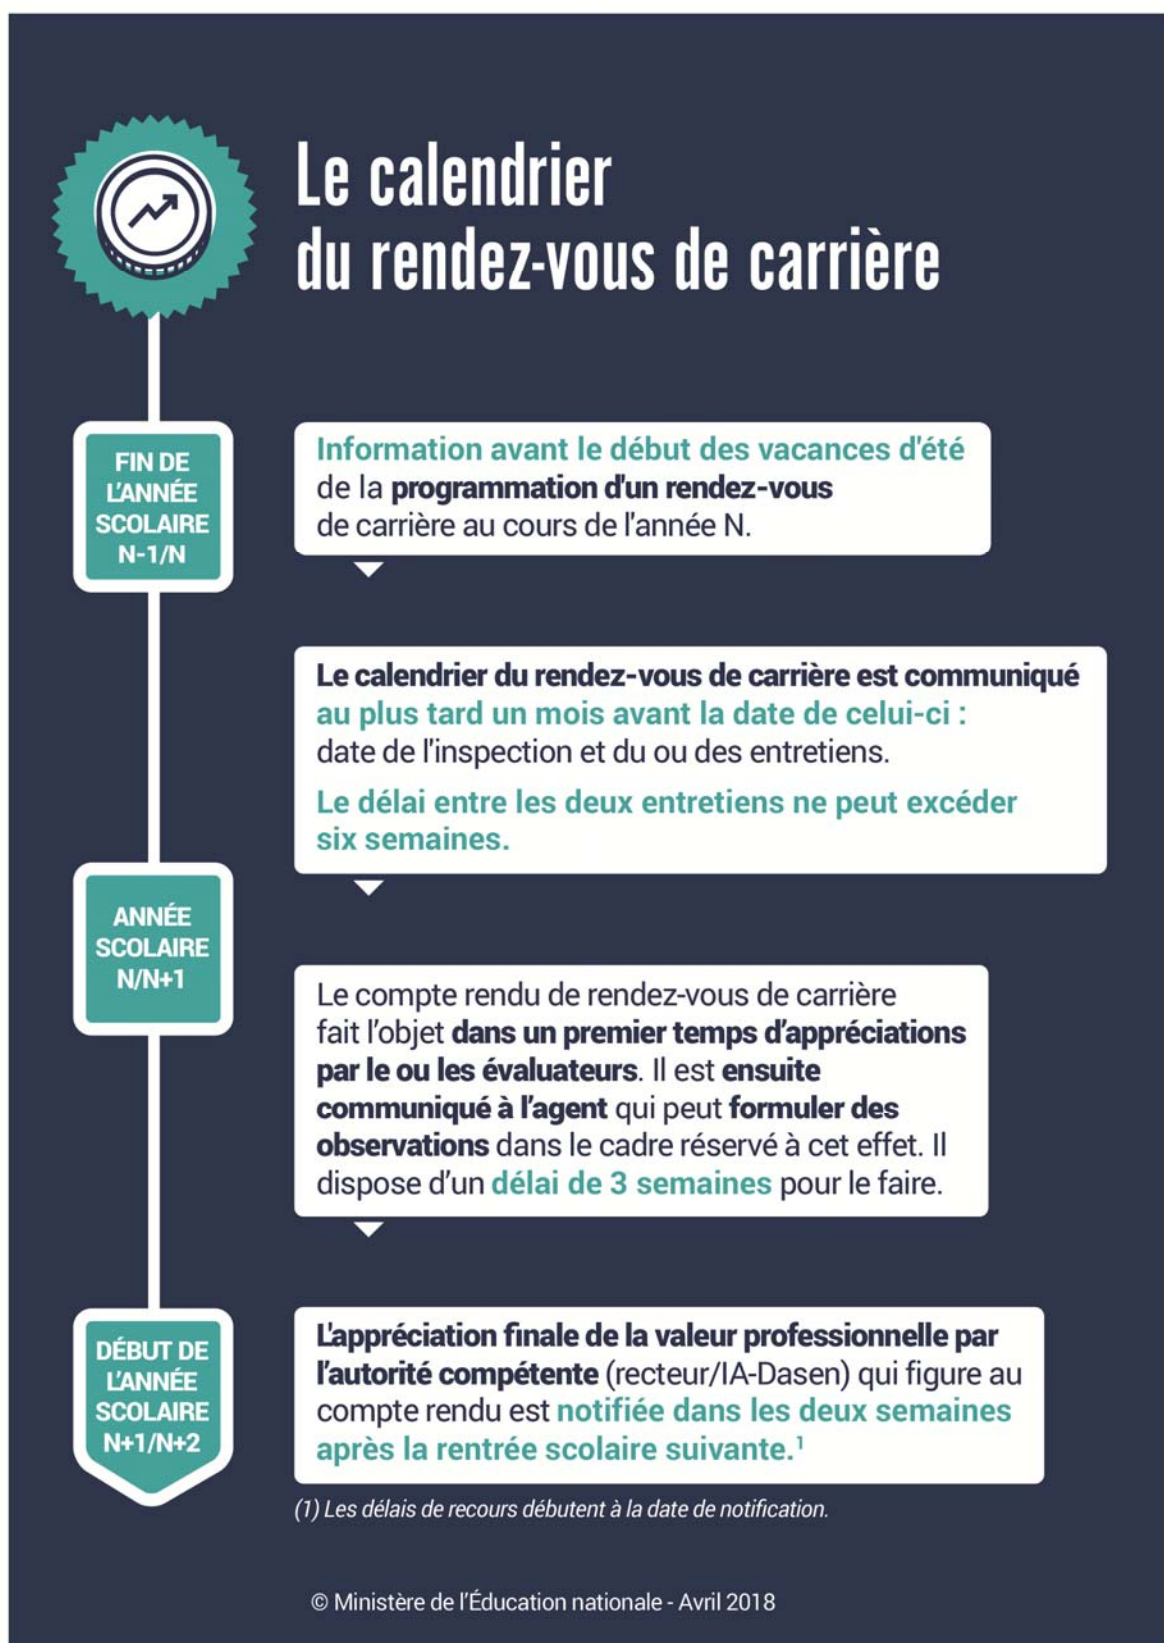 Le calendrier
du rendez-vous de carrière
FIN DE
L'ANNÉE
SCOLAIRE
N-1/N
Information avant le début des vacances d'été
de la programmation d'un rendez-vous
de carrière au cours de l'année N.
Le calendrier du rendez-vous de carrière est communiqué
au plus tard un mois avant la date de celui-ci :
date de l'inspection et du ou des entretiens.
Le délai entre les deux entretiens ne peut excéder
six semaines.
ANNÉE
SCOLAIRE
N/N+1
Le compte rendu de rendez-vous de carrière
fait l’objet dans un premier temps d’appréciations
par le ou les évaluateurs. Il est ensuite
communiqué à l’agent qui peut formuler des
observations dans le cadre réservé à cet effet. Il
dispose d’un délai de 3 semaines pour le faire.
DÉBUT DE
L'ANNÉE
SCOLAIRE
N+1/N+2
L'appréciation finale de la valeur professionnelle par
l’autorité compétente (recteur/IA-Dasen) qui figure au
compte rendu est notifiée dans les deux semaines
après la rentrée scolaire suivante.¹
(1) Les délais de recours débutent à la date de notification.
© Ministère de l’Éducation nationale - Avril 2018